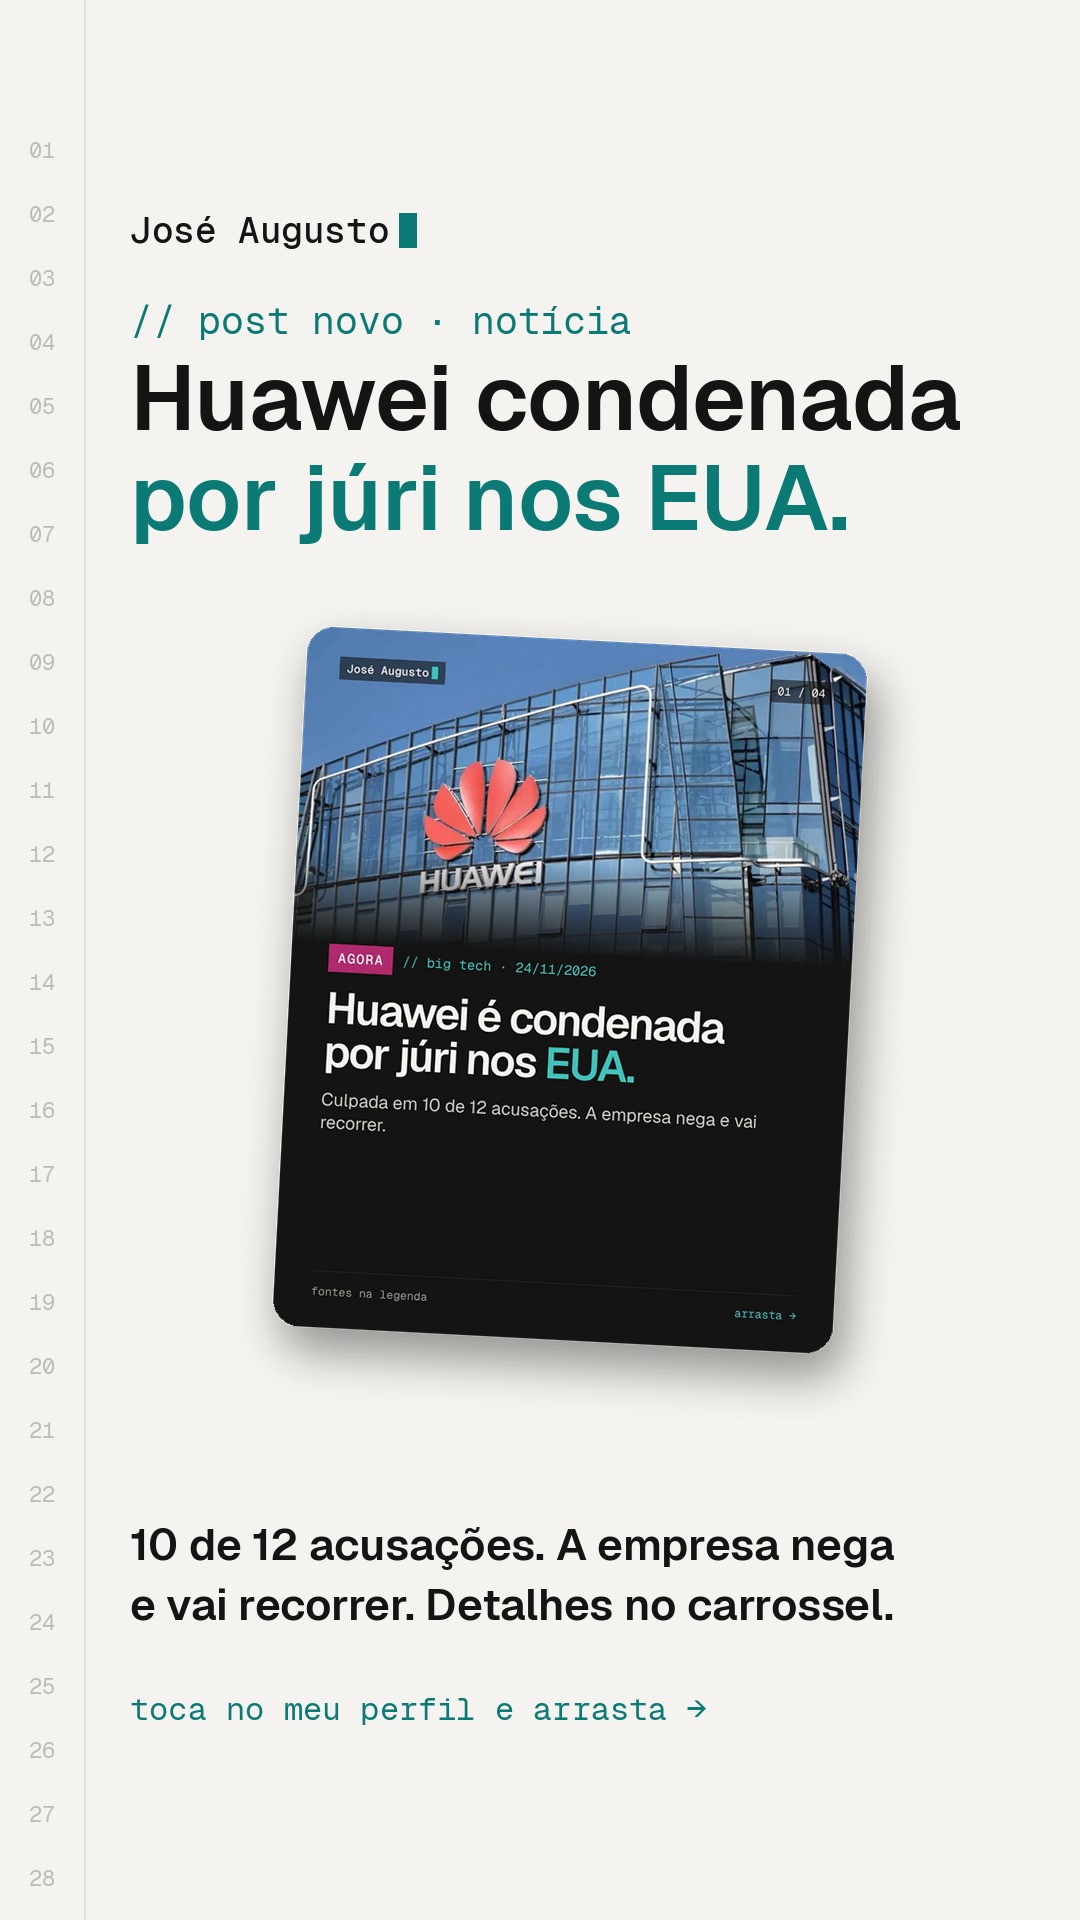 01
02
03
04
05
06
07
08
09
10
11
12
13
14
15
16
17
18
19
20
21
22
23
24
25
26
27
28
José Augusto
// post novo · notícia
Huawei condenada
por júri nos EUA.
José Augusto
01 / 04
HUAWEI
AGORA // big tech · 24/11/2026
Huawei é condenada
por júri nos EUA.
Culpada em 10 de 12 acusações. A empresa nega e vai
recorrer.
fontes na legenda
arrasta →
10 de 12 acusações. A empresa nega
e vai recorrer. Detalhes no carrossel.
toca no meu perfil e arrasta →